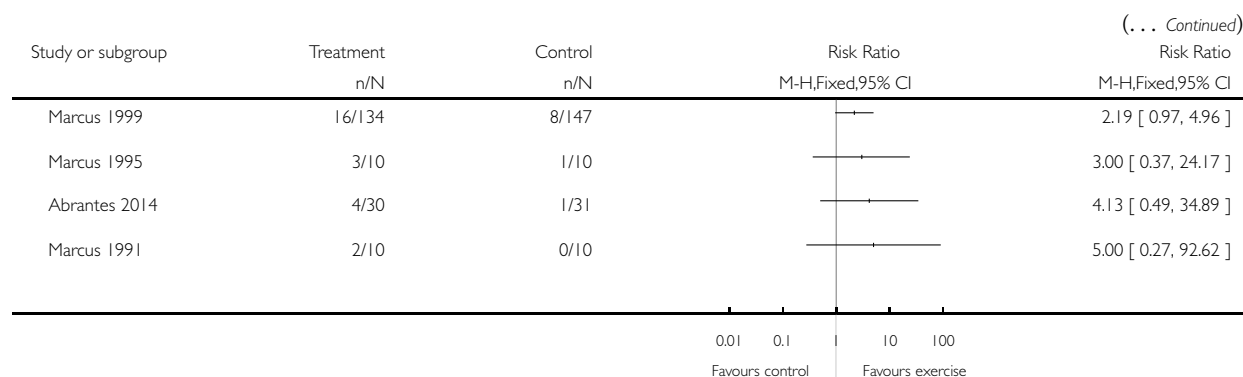 (... Continued)
Study or subgroup Treatment Control Risk Ratio Risk Ratio
n/N n/N M-H,Fixed,95% CI M-H,Fixed,95% CI
Marcus 1999 16/134 8/147 2.19 [ 0.97, 4.96 ]
Marcus 1995 3/10 1/10 3.00 [ 0.37, 24.17 ]
Abrantes 2014 4/30 1/31 4.13 [ 0.49, 34.89 ]
Marcus 1991 2/10 0/10 5.00 [ 0.27, 92.62 ]
0.01 0.1 1 10 100
Favours control Favours exercise